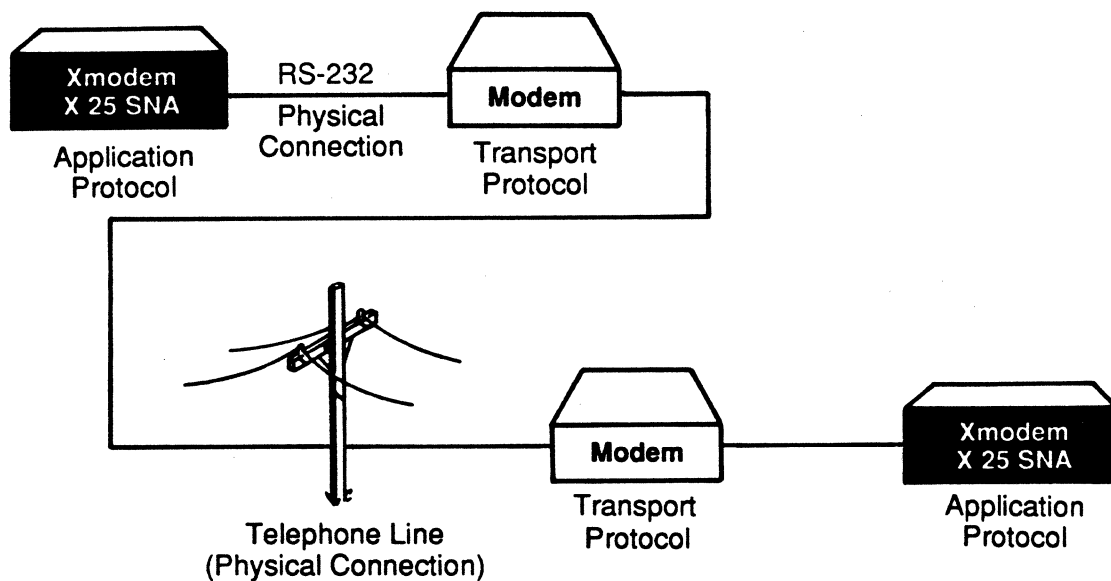 Xmodem
X 25 SNA
RS-232
Physical
Connection
Modem
Application
Protocol
Transport
Protocol
Modem
Xmodem
X 25 SNA
Telephone Line
(Physical Connection)
Transport
Protocol
Application
Protocol